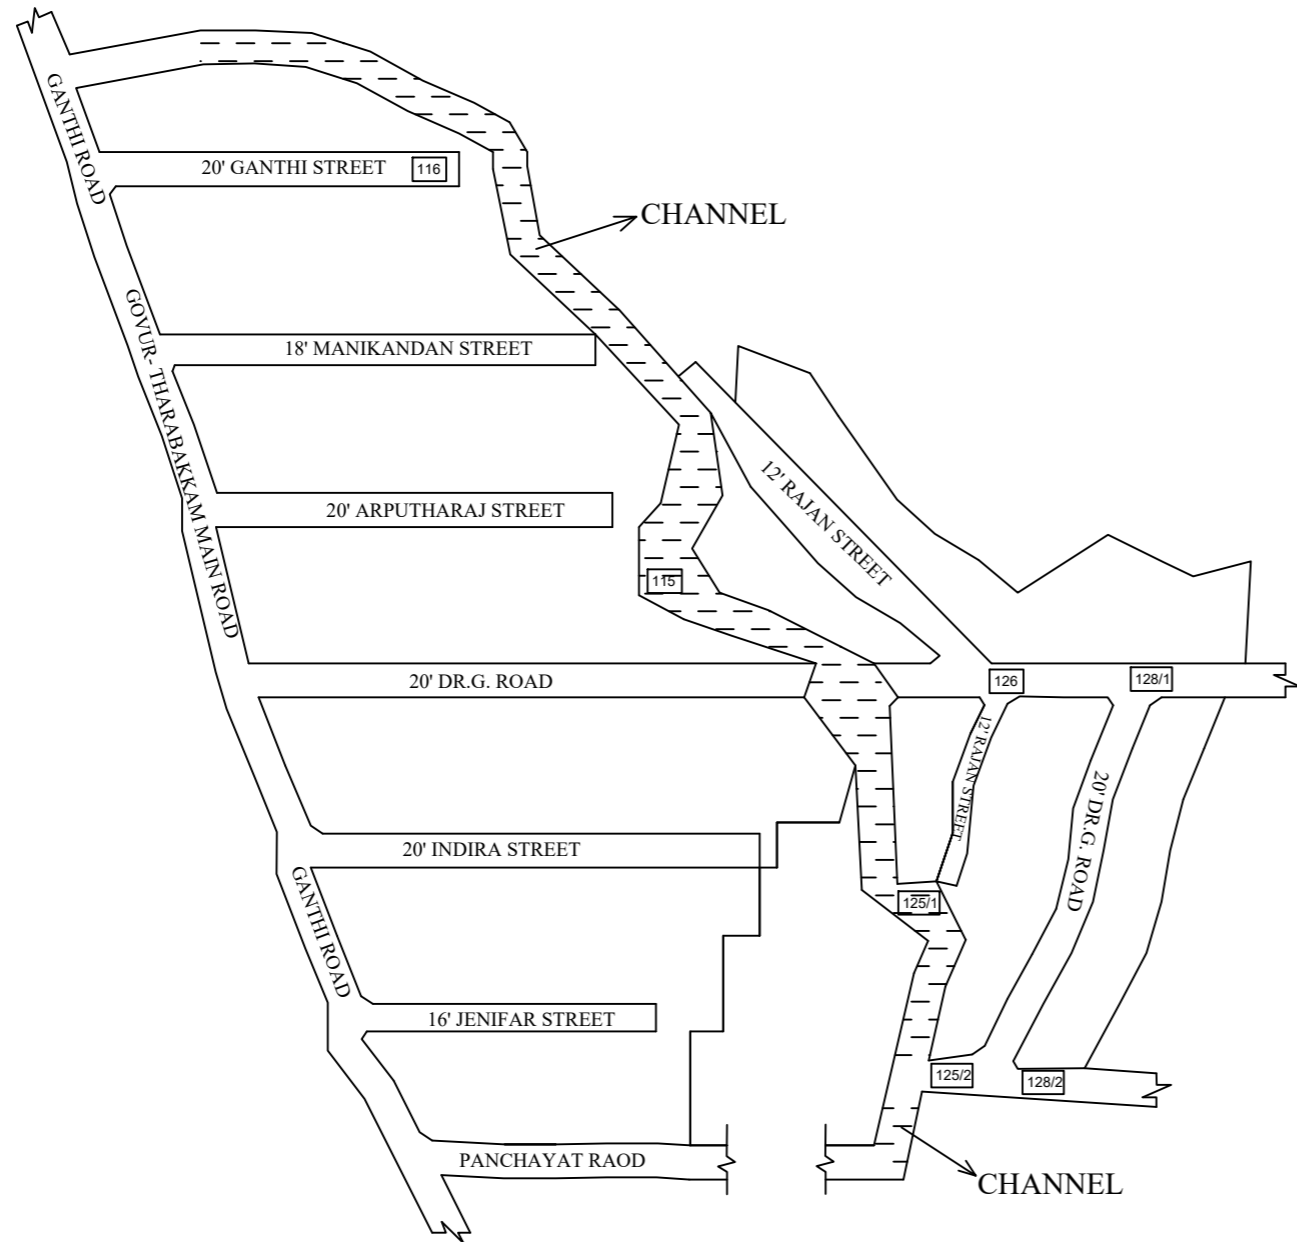 GANTHI ROAD
20' GANTHI STREET
116
CHANNEL
GOVUR- THARABAKKAM MAIN ROAD
18' MANIKANDAN STREET
12' RAJAN STREET
20' ARPUTHARAJ STREET
115
20' DR.G. ROAD
126
128/1
12' RAJAN STREET
20' DR.G. ROAD
20' INDIRA STREET
GANTHI ROAD
125/1
16' JENIFAR STREET
125/2
128/2
PANCHAYAT RAOD
CHANNEL